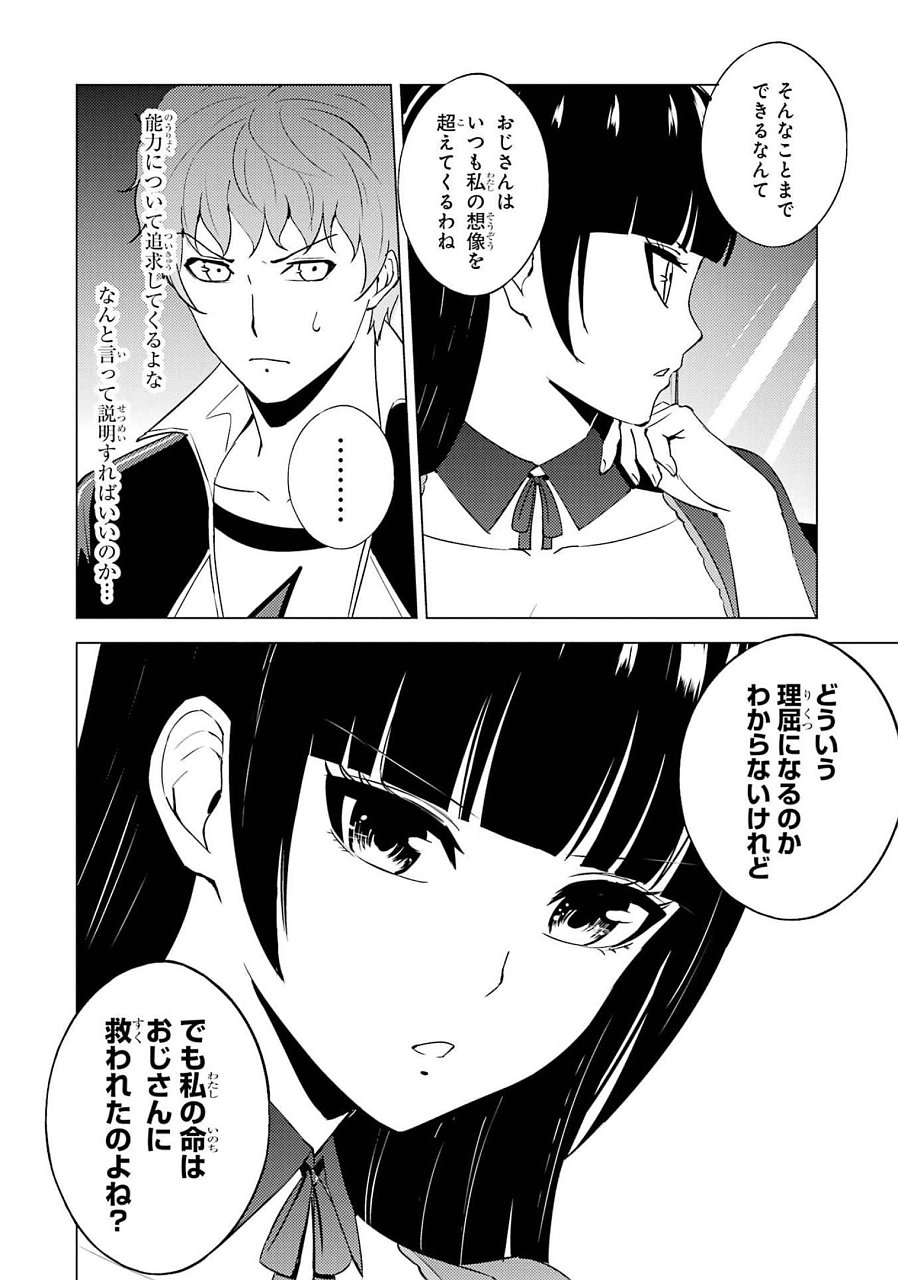 そんなことまで
できるなんて
おじさんは
いつも私の想像を
超えてくるわね
………
能力について追求してくるよな
なんと言って説明すればいいのか…
どういう
理屈になるのか
わからないけれど
でも私の命は
おじさんに
救われたのよね?